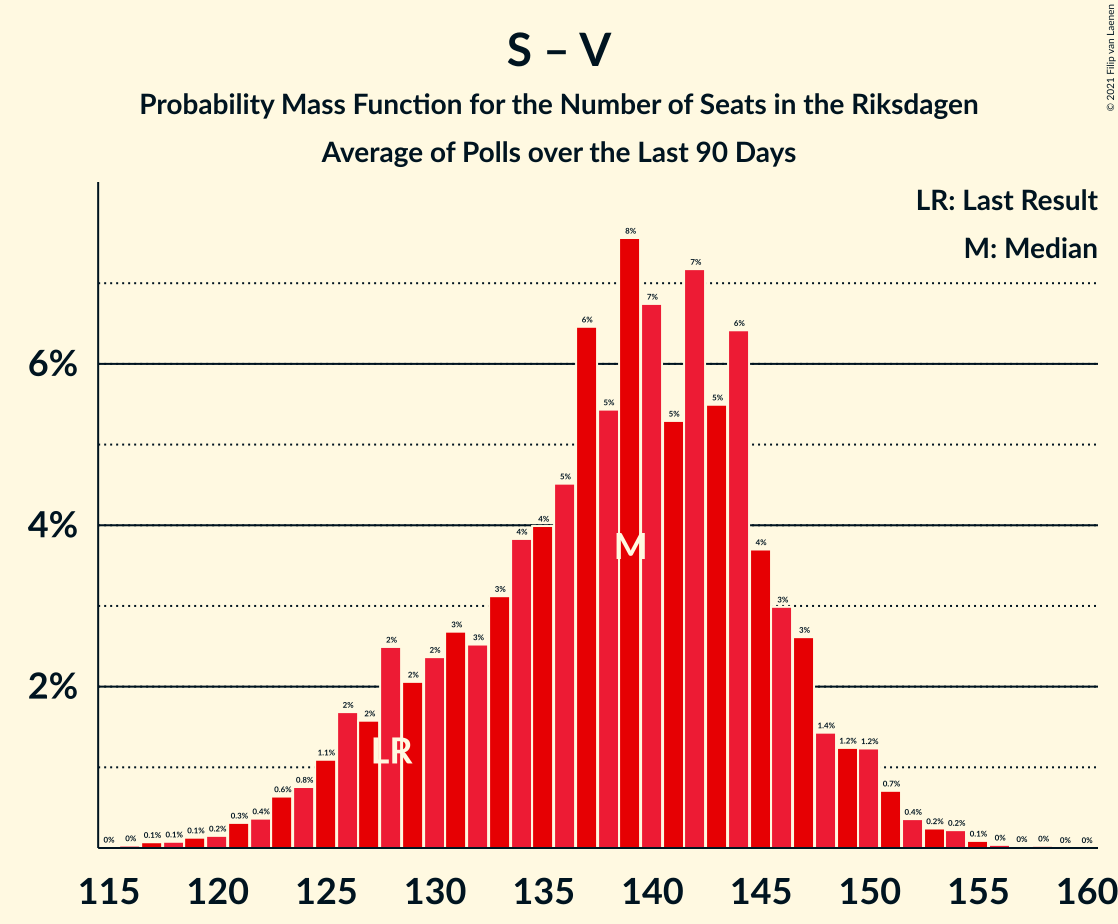 S – V
Probability Mass Function for the Number of Seats in the Riksdagen
Average of Polls over the Last 90 Days
© 2021 Filip van Laenen
LR: Last Result
M: Median
6%
4%
2%
0% 0% 0.1% 0.1% 0.1% 0.2% 0.3% 0.4% 0.6% 0.8% 1.1% 2% 2% 2% 2% 2% 3% 3% 3% 4% 4% 5% 6% 5% 8% 7% 5% 7% 5% 6% 4% 3% 3% 1.4% 1.2% 1.2% 0.7% 0.4% 0.2% 0.2% 0.1% 0% 0% 0% 0% 0%
M
LR
115 120 125 130 135 140 145 150 155 160